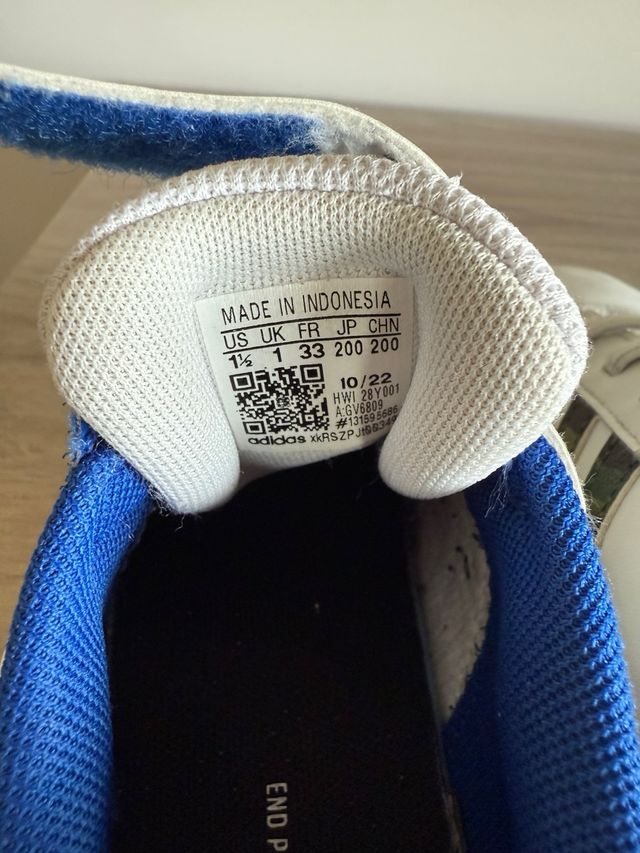 MADE IN INDONESIA
US UK FR JP CHN
1½ 1 33 200 200
10/22
HWI 28Y001
A:GV6809
#131595686
adidas XKRSZPJt00349
END P